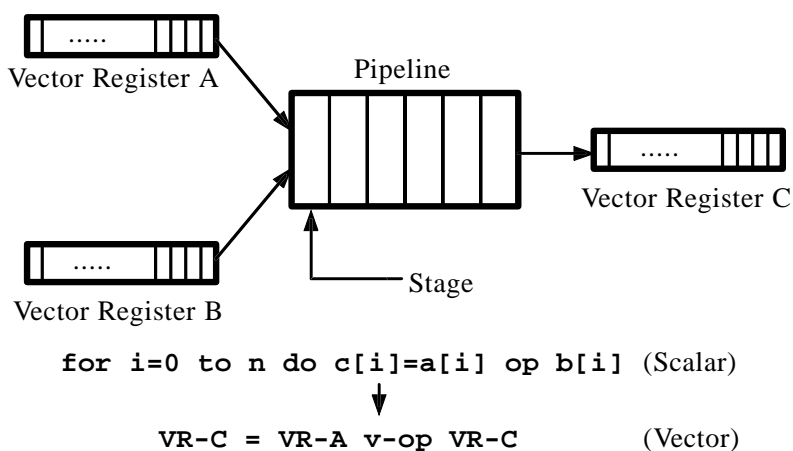 .....
Vector Register A
Pipeline
.....
Vector Register C
.....
Vector Register B
Stage
for i=0 to n do c[i]=a[i] op b[i] (Scalar)
VR-C = VR-A v-op VR-C (Vector)